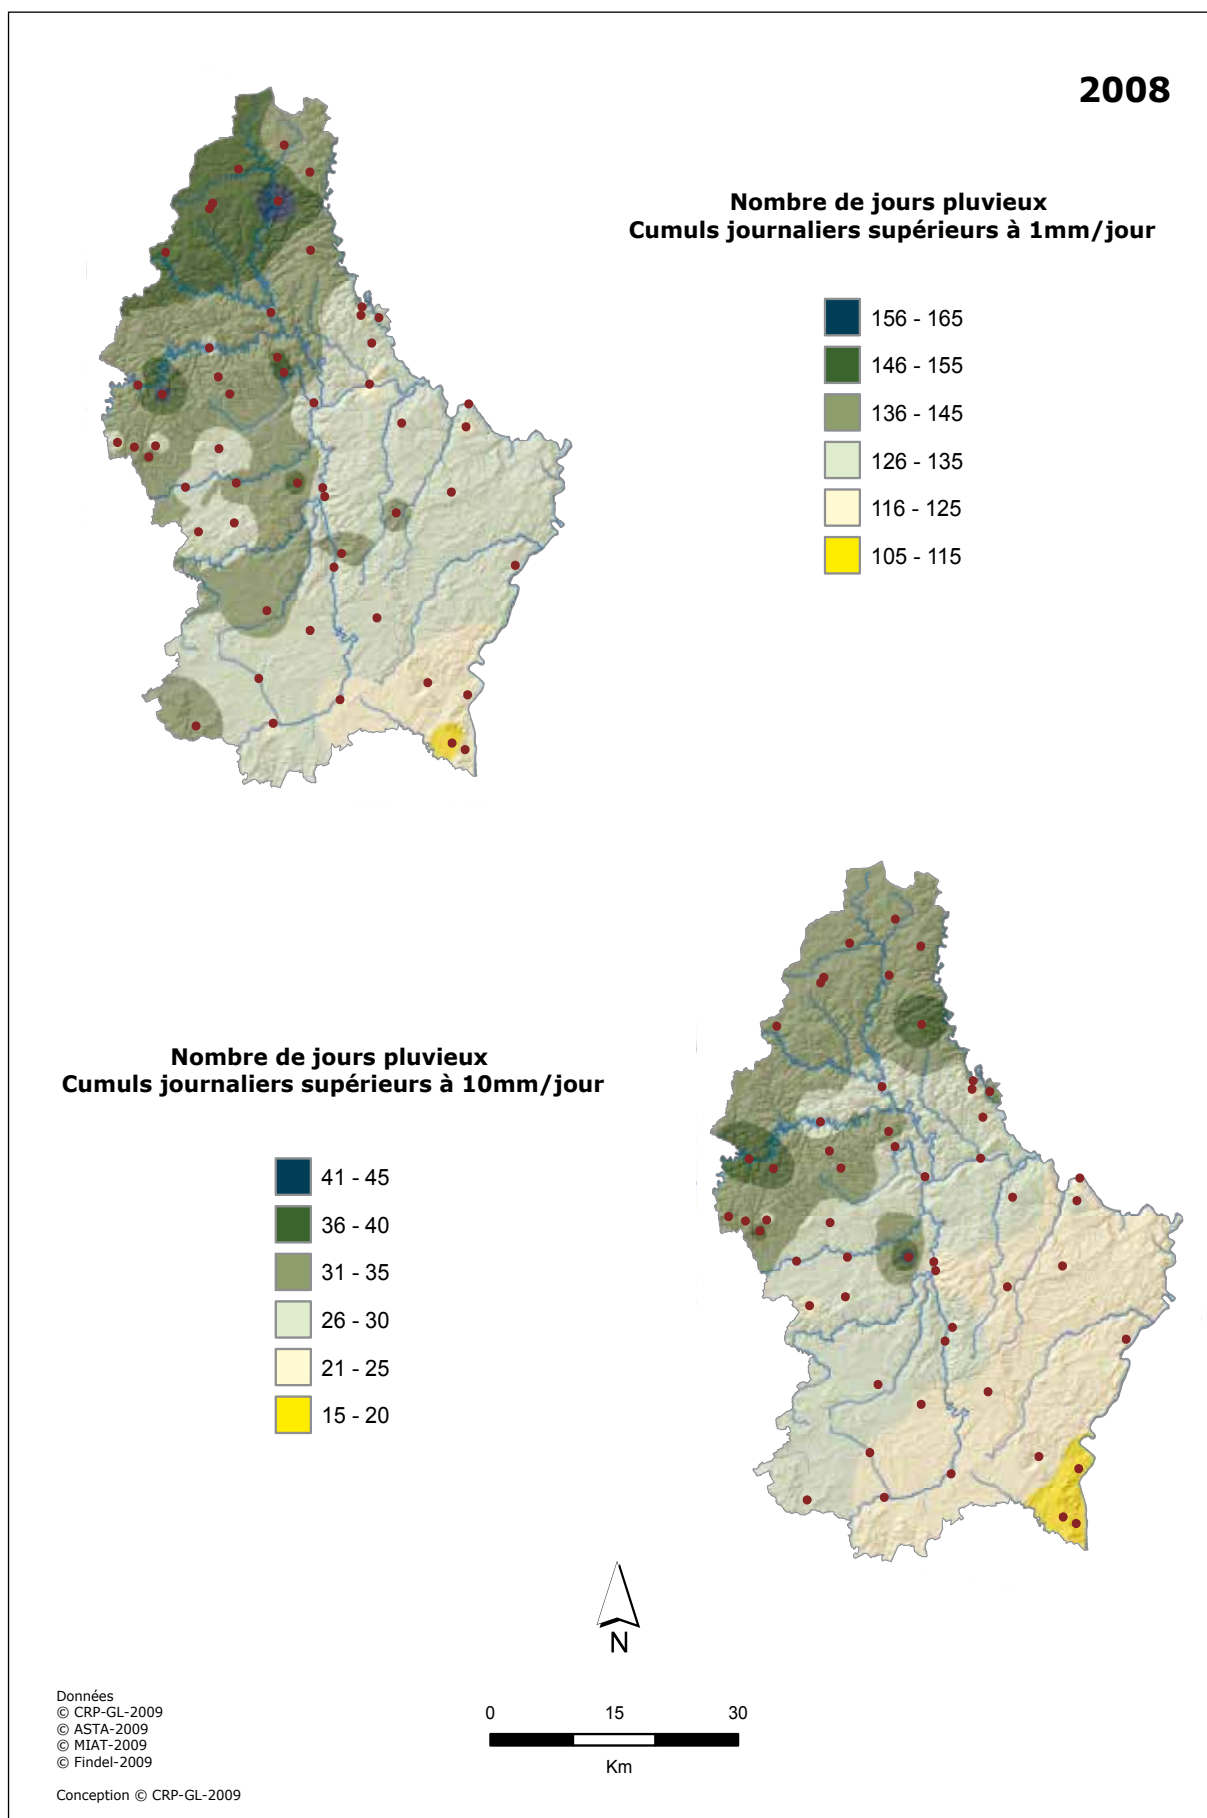 2008
Nombre de jours pluvieux
Cumuls journaliers supérieurs à 1mm/jour
156 - 165
146 - 155
136 - 145
126 - 135
116 - 125
105 - 115
Nombre de jours pluvieux
Cumuls journaliers supérieurs à 10mm/jour
41 - 45
36 - 40
31 - 35
26 - 30
21 - 25
15 - 20
N
Données
© CRP-GL-2009
© ASTA-2009
© MIAT-2009
© Findel-2009
Conception © CRP-GL-2009
0 15 30
Km